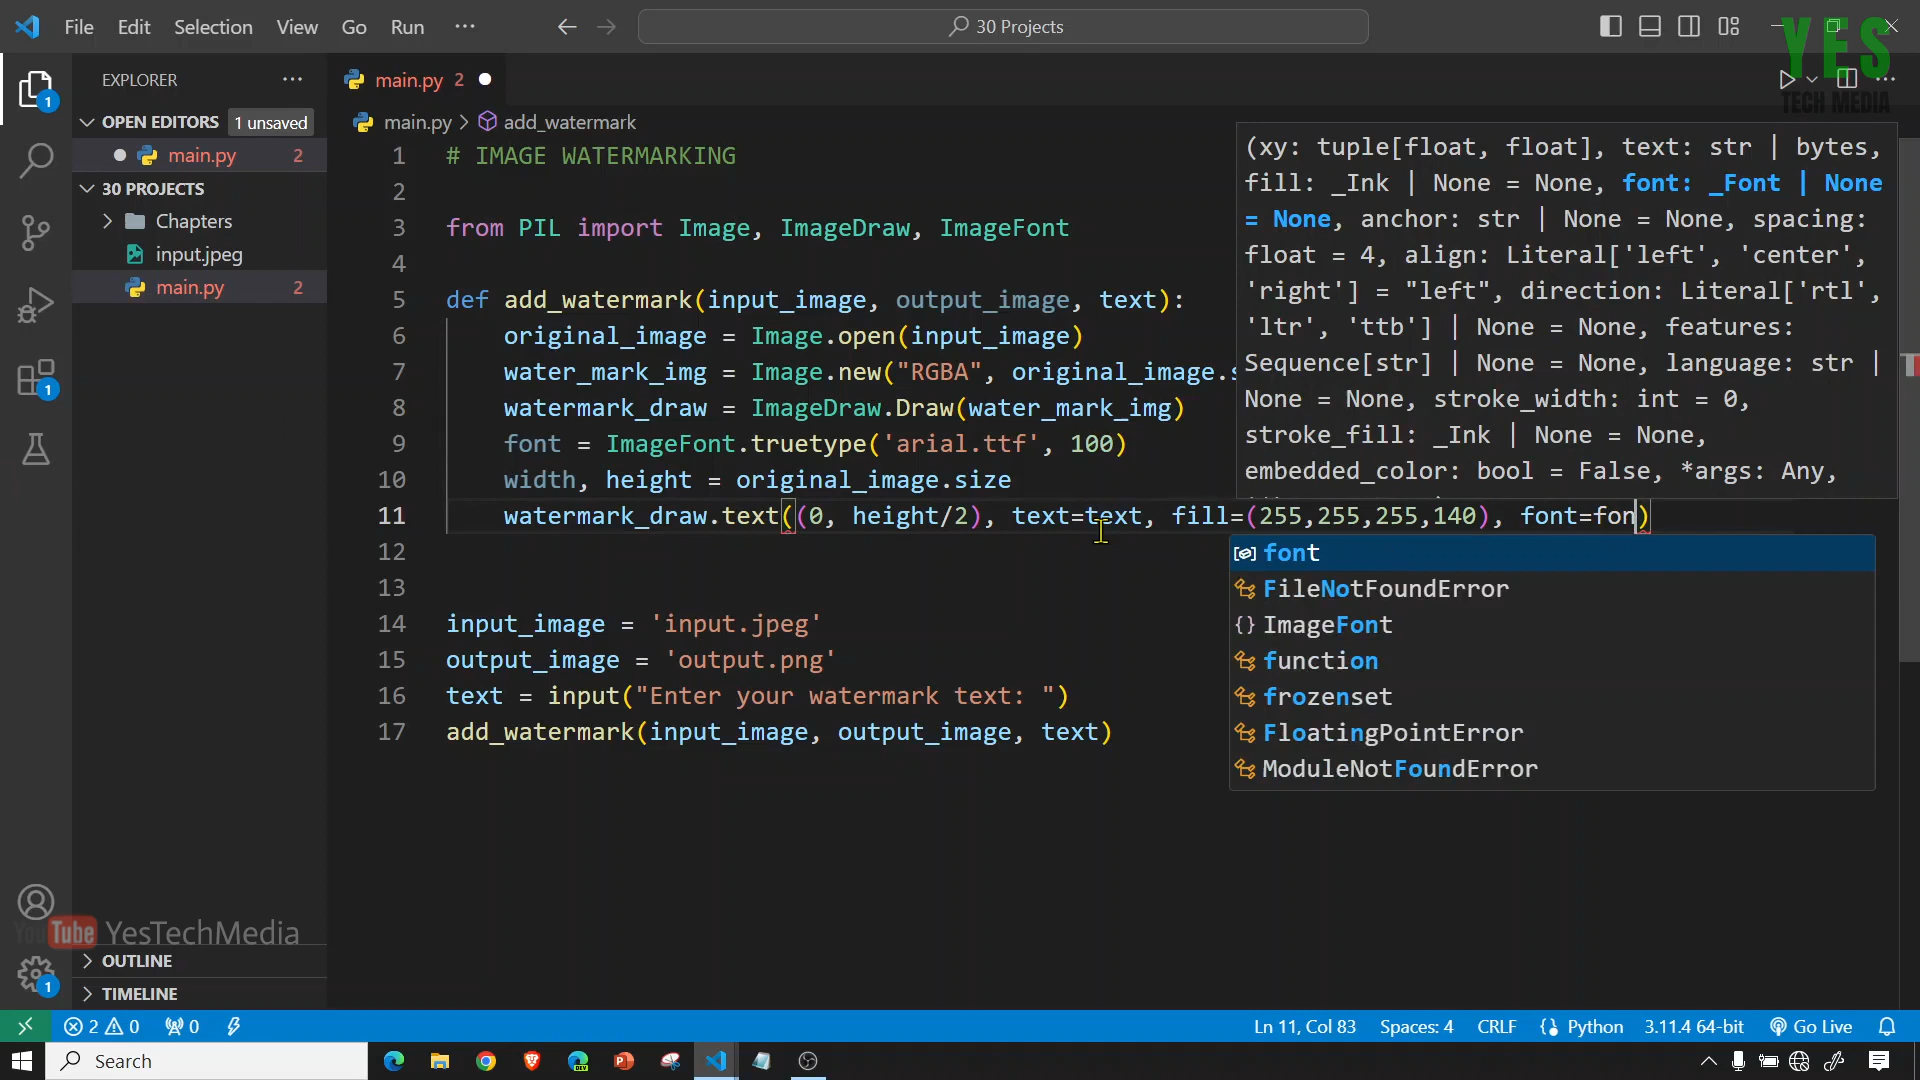 File Edit Selection View Go Run ··· 30 Projects
YES
TECH MEDIA
EXPLORER ···
main.py 2
OPEN EDITORS 1 unsaved
main.py > add_watermark
main.py 2
30 PROJECTS
Chapters
input.jpeg
main.py 2
1 # IMAGE WATERMARKING
2
3 from PIL import Image, ImageDraw, ImageFont
4
5 def add_watermark(input_image, output_image, text):
6 original_image = Image.open(input_image)
7 water_mark_img = Image.new("RGBA", original_image.s
8 watermark_draw = ImageDraw.Draw(water_mark_img)
9 font = ImageFont.truetype('arial.ttf', 100)
10 width, height = original_image.size
11 watermark_draw.text((0, height/2), text=text, fill=(255,255,255,140), font=fon)
12
13
14 input_image = 'input.jpeg'
15 output_image = 'output.png'
16 text = input("Enter your watermark text: ")
17 add_watermark(input_image, output_image, text)
(xy: tuple[float, float], text: str | bytes,
fill: _Ink | None = None, font: _Font | None
= None, anchor: str | None = None, spacing:
float = 4, align: Literal['left', 'center',
'right'] = "left", direction: Literal['rtl',
'ltr', 'ttb'] | None = None, features:
Sequence[str] | None = None, language: str |
None = None, stroke_width: int = 0,
stroke_fill: _Ink | None = None,
embedded_color: bool = False, *args: Any,
font
FileNotFoundError
ImageFont
function
frozenset
FloatingPointError
ModuleNotFoundError
1
1
YouTube YesTechMedia
OUTLINE
1
TIMELINE
2 0 0 Ln 11, Col 83 Spaces: 4 CRLF Python 3.11.4 64-bit Go Live
Search